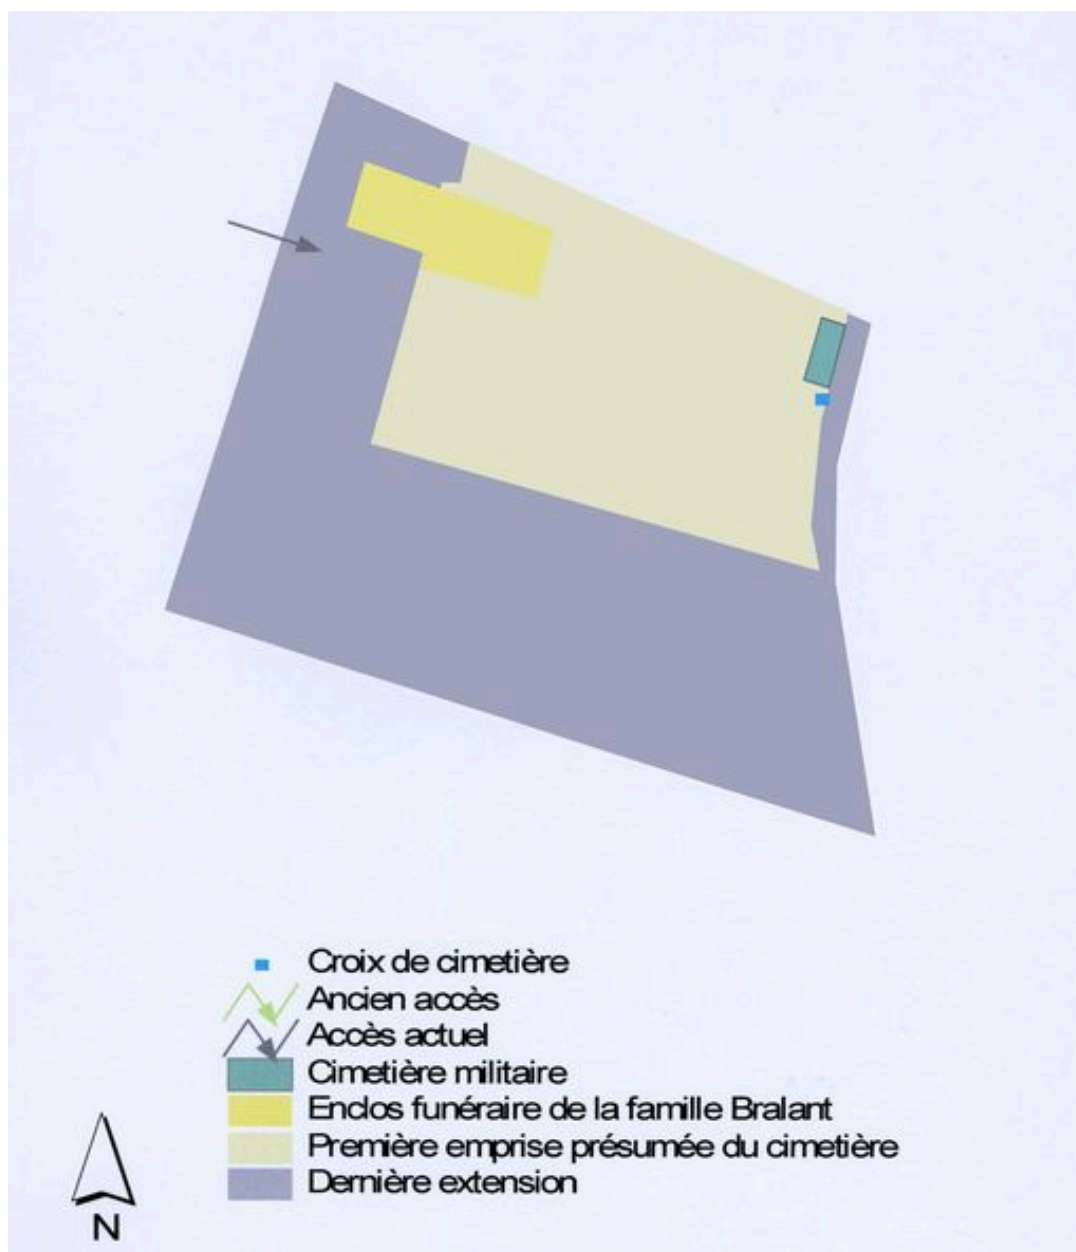 Croix de cimetière
Ancien accès
Accès actuel
Cimetière militaire
Enclos funéraire de la famille Bralant
Première emprise présumée du cimetière
Dernière extension
N